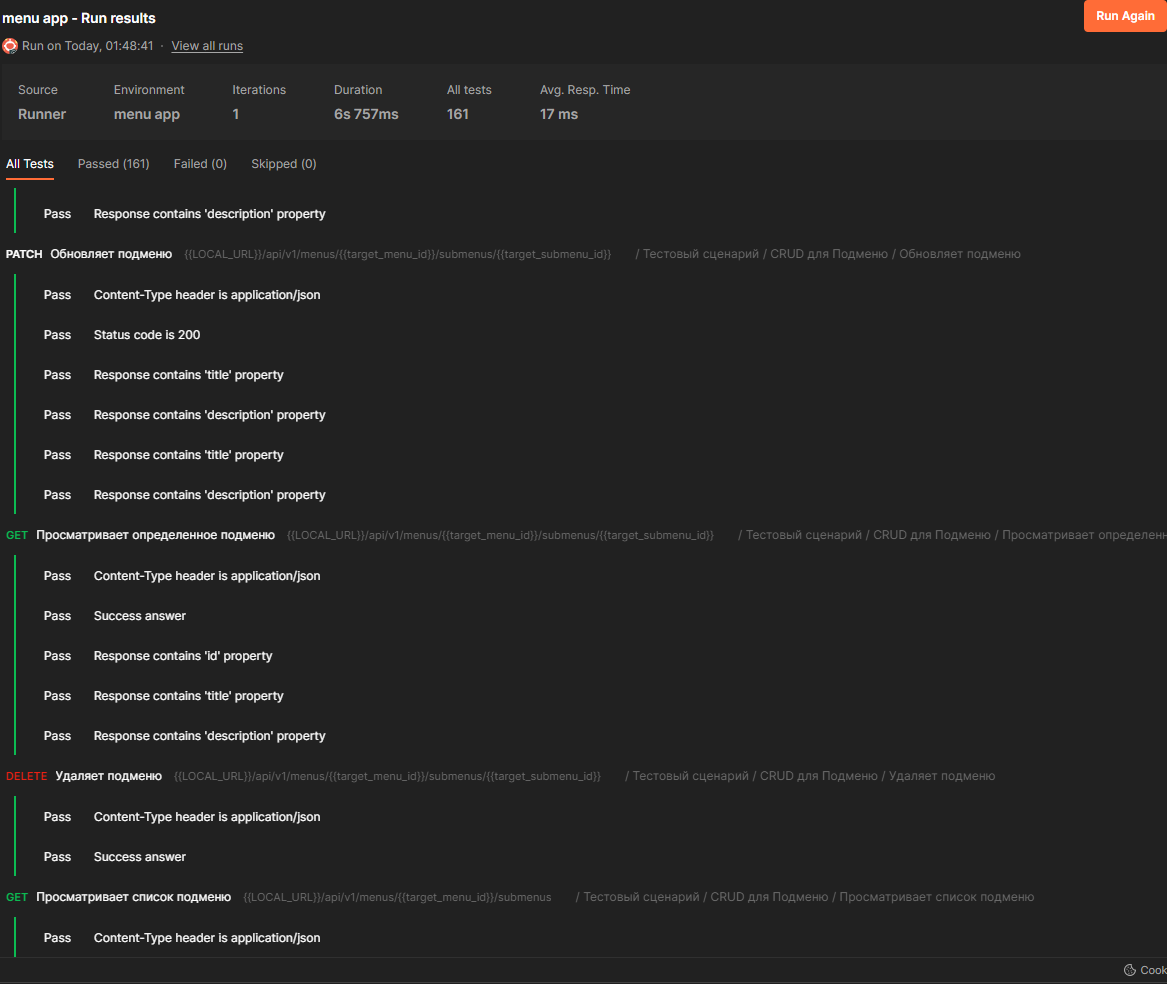 menu app - Run results
Run Again
Run on Today, 01:48:41 · View all runs
Source Environment Iterations Duration All tests Avg. Resp. Time
Runner menu app 1 6s 757ms 161 17 ms
All Tests Passed (161) Failed (0) Skipped (0)
Pass Response contains 'description' property
PATCH Обновляет подменю {{LOCAL_URL}}/api/v1/menus/{{target_menu_id}}/submenus/{{target_submenu_id}} / Тестовый сценарий / CRUD для Подменю / Обновляет подменю
Pass Content-Type header is application/json
Pass Status code is 200
Pass Response contains 'title' property
Pass Response contains 'description' property
Pass Response contains 'title' property
Pass Response contains 'description' property
GET Просматривает определенное подменю {{LOCAL_URL}}/api/v1/menus/{{target_menu_id}}/submenus/{{target_submenu_id}} / Тестовый сценарий / CRUD для Подменю / Просматривает определенн
Pass Content-Type header is application/json
Pass Success answer
Pass Response contains 'id' property
Pass Response contains 'title' property
Pass Response contains 'description' property
DELETE Удаляет подменю {{LOCAL_URL}}/api/v1/menus/{{target_menu_id}}/submenus/{{target_submenu_id}} / Тестовый сценарий / CRUD для Подменю / Удаляет подменю
Pass Content-Type header is application/json
Pass Success answer
GET Просматривает список подменю {{LOCAL_URL}}/api/v1/menus/{{target_menu_id}}/submenus / Тестовый сценарий / CRUD для Подменю / Просматривает список подменю
Pass Content-Type header is application/json
Cook